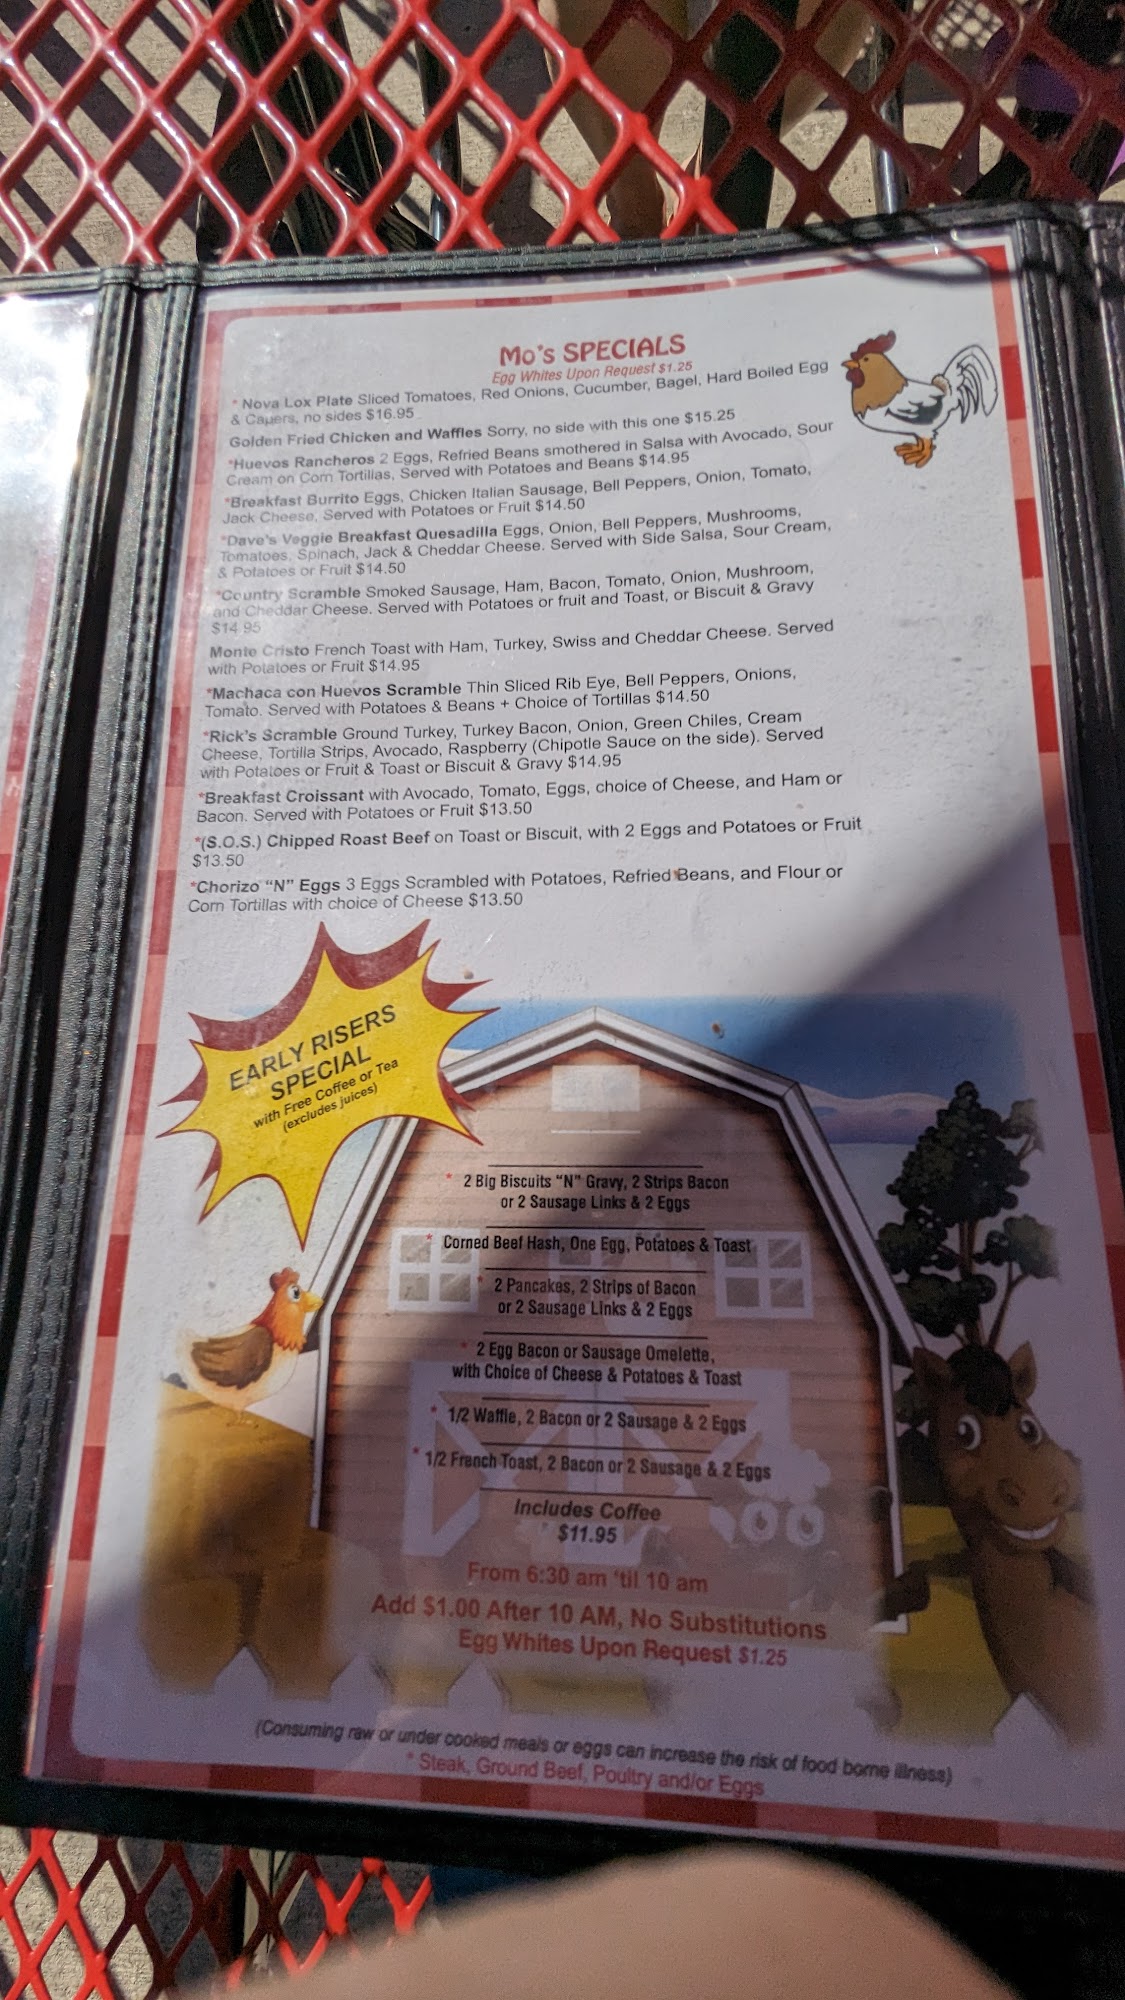 Mo's SPECIALS
Egg Whites Upon Request $1.25
* Nova Lox Plate Sliced Tomatoes, Red Onions, Cucumber, Bagel, Hard Boiled Egg
& Capers, no sides $16.95
Golden Fried Chicken and Waffles Sorry, no side with this one $15.25
*Huevos Rancheros 2 Eggs, Refried Beans smothered in Salsa with Avocado, Sour
Cream on Corn Tortillas, Served with Potatoes and Beans $14.95
*Breakfast Burrito Eggs, Chicken Italian Sausage, Bell Peppers, Onion, Tomato,
Jack Cheese, Served with Potatoes or Fruit $14.50
*Dave's Veggie Breakfast Quesadilla Eggs, Onion, Bell Peppers, Mushrooms,
Tomatoes, Spinach, Jack & Cheddar Cheese. Served with Side Salsa, Sour Cream,
& Potatoes or Fruit $14.50
*Country Scramble Smoked Sausage, Ham, Bacon, Tomato, Onion, Mushroom,
and Cheddar Cheese. Served with Potatoes or fruit and Toast, or Biscuit & Gravy
$14.95
Monte Cristo French Toast with Ham, Turkey, Swiss and Cheddar Cheese. Served
with Potatoes or Fruit $14.95
*Machaca con Huevos Scramble Thin Sliced Rib Eye, Bell Peppers, Onions,
Tomato. Served with Potatoes & Beans + Choice of Tortillas $14.50
*Rick's Scramble Ground Turkey, Turkey Bacon, Onion, Green Chiles, Cream
Cheese, Tortilla Strips, Avocado, Raspberry (Chipotle Sauce on the side). Served
with Potatoes or Fruit & Toast or Biscuit & Gravy $14.95
*Breakfast Croissant with Avocado, Tomato, Eggs, choice of Cheese, and Ham or
Bacon. Served with Potatoes or Fruit $13.50
*(S.O.S.) Chipped Roast Beef on Toast or Biscuit, with 2 Eggs and Potatoes or Fruit
$13.50
*Chorizo "N" Eggs 3 Eggs Scrambled with Potatoes, Refried Beans, and Flour or
Corn Tortillas with choice of Cheese $13.50
EARLY RISERS
SPECIAL
with Free Coffee or Tea
(excludes juices)
* 2 Big Biscuits "N" Gravy, 2 Strips Bacon
or 2 Sausage Links & 2 Eggs
* Corned Beef Hash, One Egg, Potatoes & Toast
* 2 Pancakes, 2 Strips of Bacon
or 2 Sausage Links & 2 Eggs
* 2 Egg Bacon or Sausage Omelette,
with Choice of Cheese & Potatoes & Toast
* 1/2 Waffle, 2 Bacon or 2 Sausage & 2 Eggs
* 1/2 French Toast, 2 Bacon or 2 Sausage & 2 Eggs
Includes Coffee
$11.95
From 6:30 am 'til 10 am
Add $1.00 After 10 AM, No Substitutions
Egg Whites Upon Request $1.25
(Consuming raw or under cooked meals or eggs can increase the risk of food borne illness)
* Steak, Ground Beef, Poultry and/or Eggs